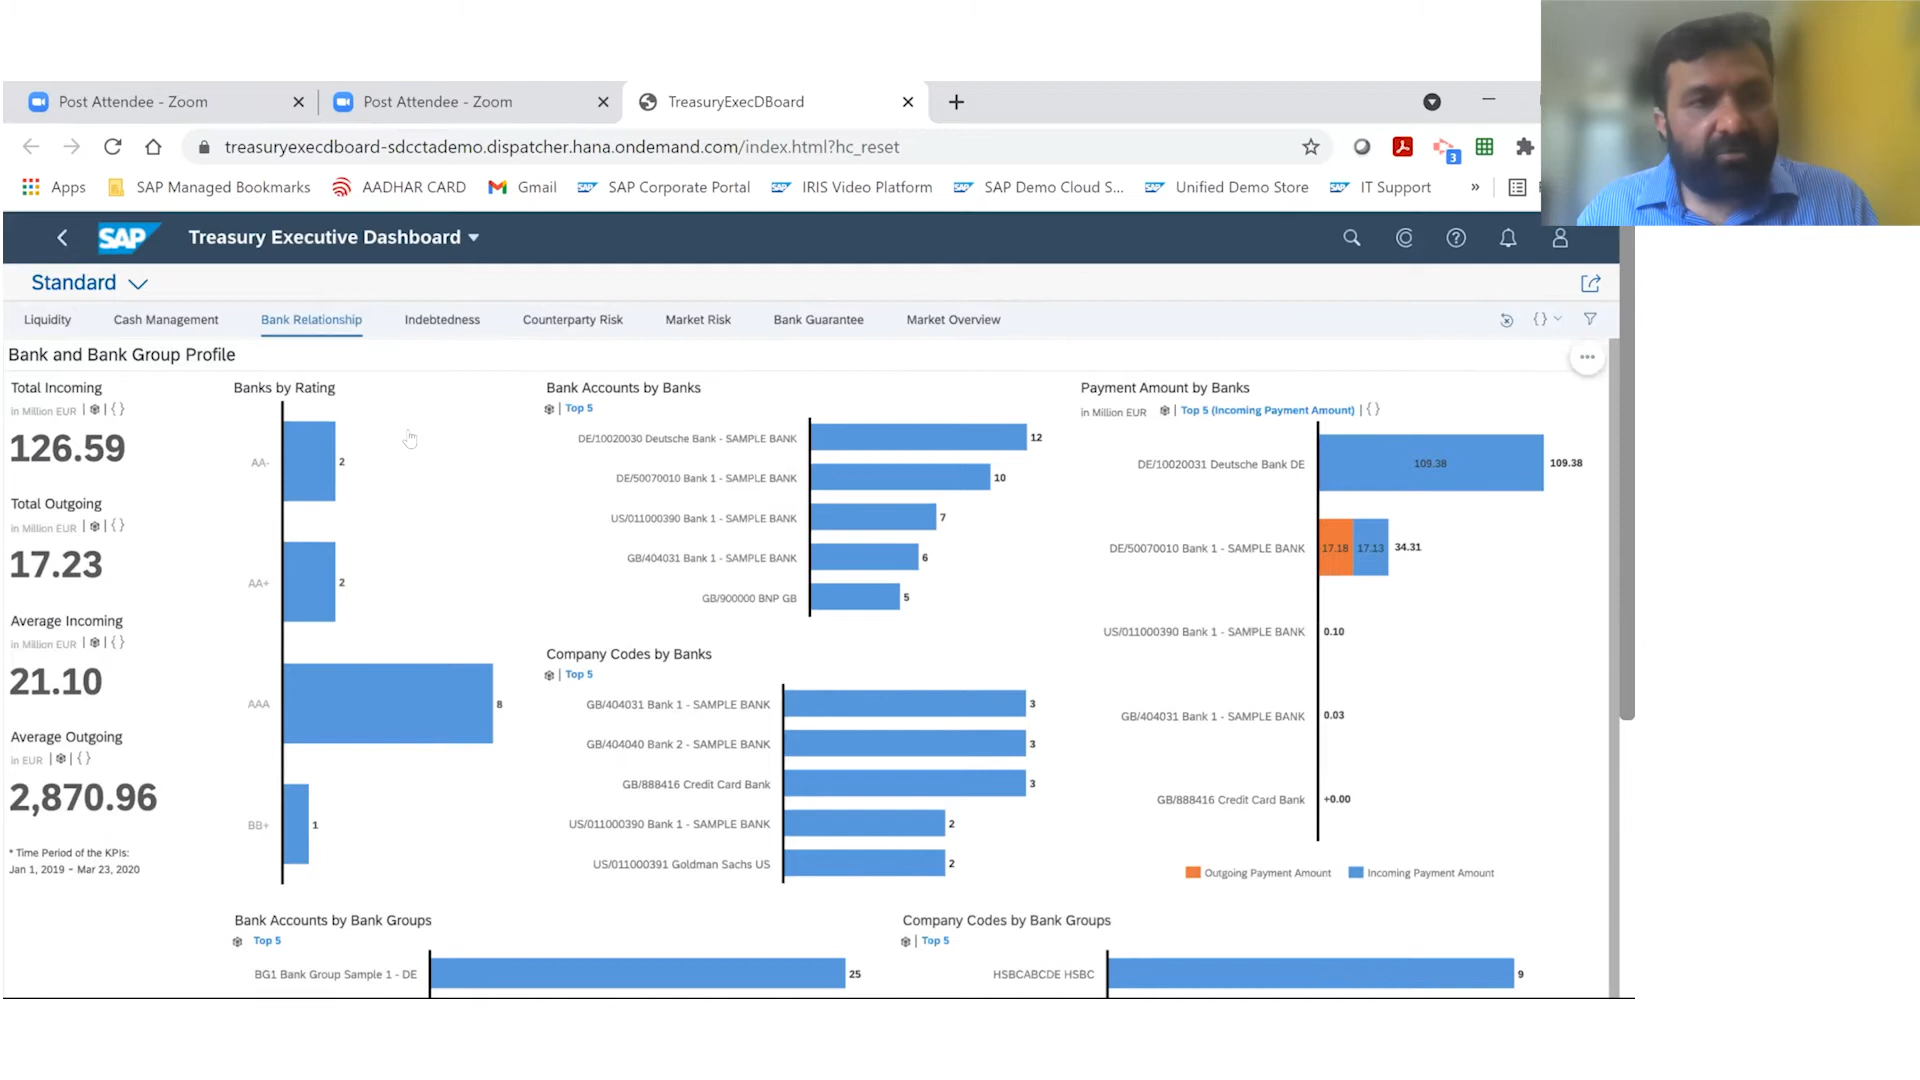 Post Attendee - Zoom
Post Attendee - Zoom
TreasuryExecDBoard
treasuryexecdboard-sdcctademo.dispatcher.hana.ondemand.com/index.html?hc_reset
3
Apps
SAP Managed Bookmarks
AADHAR CARD
Gmail
SAP Corporate Portal
IRIS Video Platform
SAP Demo Cloud S...
Unified Demo Store
IT Support
»
SAP
Treasury Executive Dashboard
Standard
Liquidity
Cash Management
Bank Relationship
Indebtedness
Counterparty Risk
Market Risk
Bank Guarantee
Market Overview
Bank and Bank Group Profile
Total Incoming
in Million EUR
126.59
Total Outgoing
in Million EUR
17.23
Average Incoming
in Million EUR
21.10
Average Outgoing
in EUR
2,870.96
* Time Period of the KPIs:
Jan 1, 2019 - Mar 23, 2020
Banks by Rating
AA- 2
AA+ 2
AAA 8
BB+ 1
Bank Accounts by Banks
Top 5
DE/10020030 Deutsche Bank - SAMPLE BANK 12
DE/50070010 Bank 1 - SAMPLE BANK 10
US/011000390 Bank 1 - SAMPLE BANK 7
GB/404031 Bank 1 - SAMPLE BANK 6
GB/900000 BNP GB 5
Company Codes by Banks
Top 5
GB/404031 Bank 1 - SAMPLE BANK 3
GB/404040 Bank 2 - SAMPLE BANK 3
GB/888416 Credit Card Bank 3
US/011000390 Bank 1 - SAMPLE BANK 2
US/011000391 Goldman Sachs US 2
Payment Amount by Banks
in Million EUR | Top 5 (Incoming Payment Amount) |
DE/10020031 Deutsche Bank DE 109.38 109.38
DE/50070010 Bank 1 - SAMPLE BANK 17.18 17.13 34.31
US/011000390 Bank 1 - SAMPLE BANK 0.10
GB/404031 Bank 1 - SAMPLE BANK 0.03
GB/888416 Credit Card Bank +0.00
Outgoing Payment Amount
Incoming Payment Amount
Bank Accounts by Bank Groups
Top 5
BG1 Bank Group Sample 1 - DE 25
Company Codes by Bank Groups
Top 5
HSBCABCDE HSBC 9